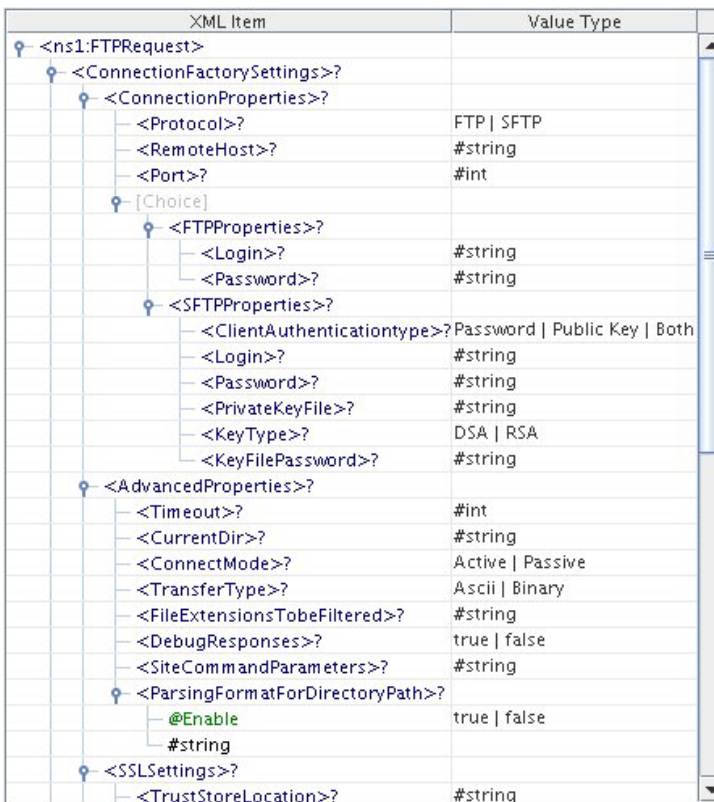 XML Item Value Type
<ns1:FTPRequest>
<ConnectionFactorySettings>?
<ConnectionProperties>?
<Protocol>? FTP | SFTP
<RemoteHost>? #string
<Port>? #int
[Choice]
<FTPProperties>?
<Login>? #string
<Password>? #string
<SFTPProperties>?
<ClientAuthenticationtype>? Password | Public Key | Both
<Login>? #string
<Password>? #string
<PrivateKeyFile>? #string
<KeyType>? DSA | RSA
<KeyFilePassword>? #string
<AdvancedProperties>?
<Timeout>? #int
<CurrentDir>? #string
<ConnectMode>? Active | Passive
<TransferType>? Ascii | Binary
<FileExtensionsTobeFiltered>? #string
<DebugResponses>? true | false
<SiteCommandParameters>? #string
<ParsingFormatForDirectoryPath>?
@Enable true | false
#string
<SSLSettings>?
<TrustStoreLocation>? #string